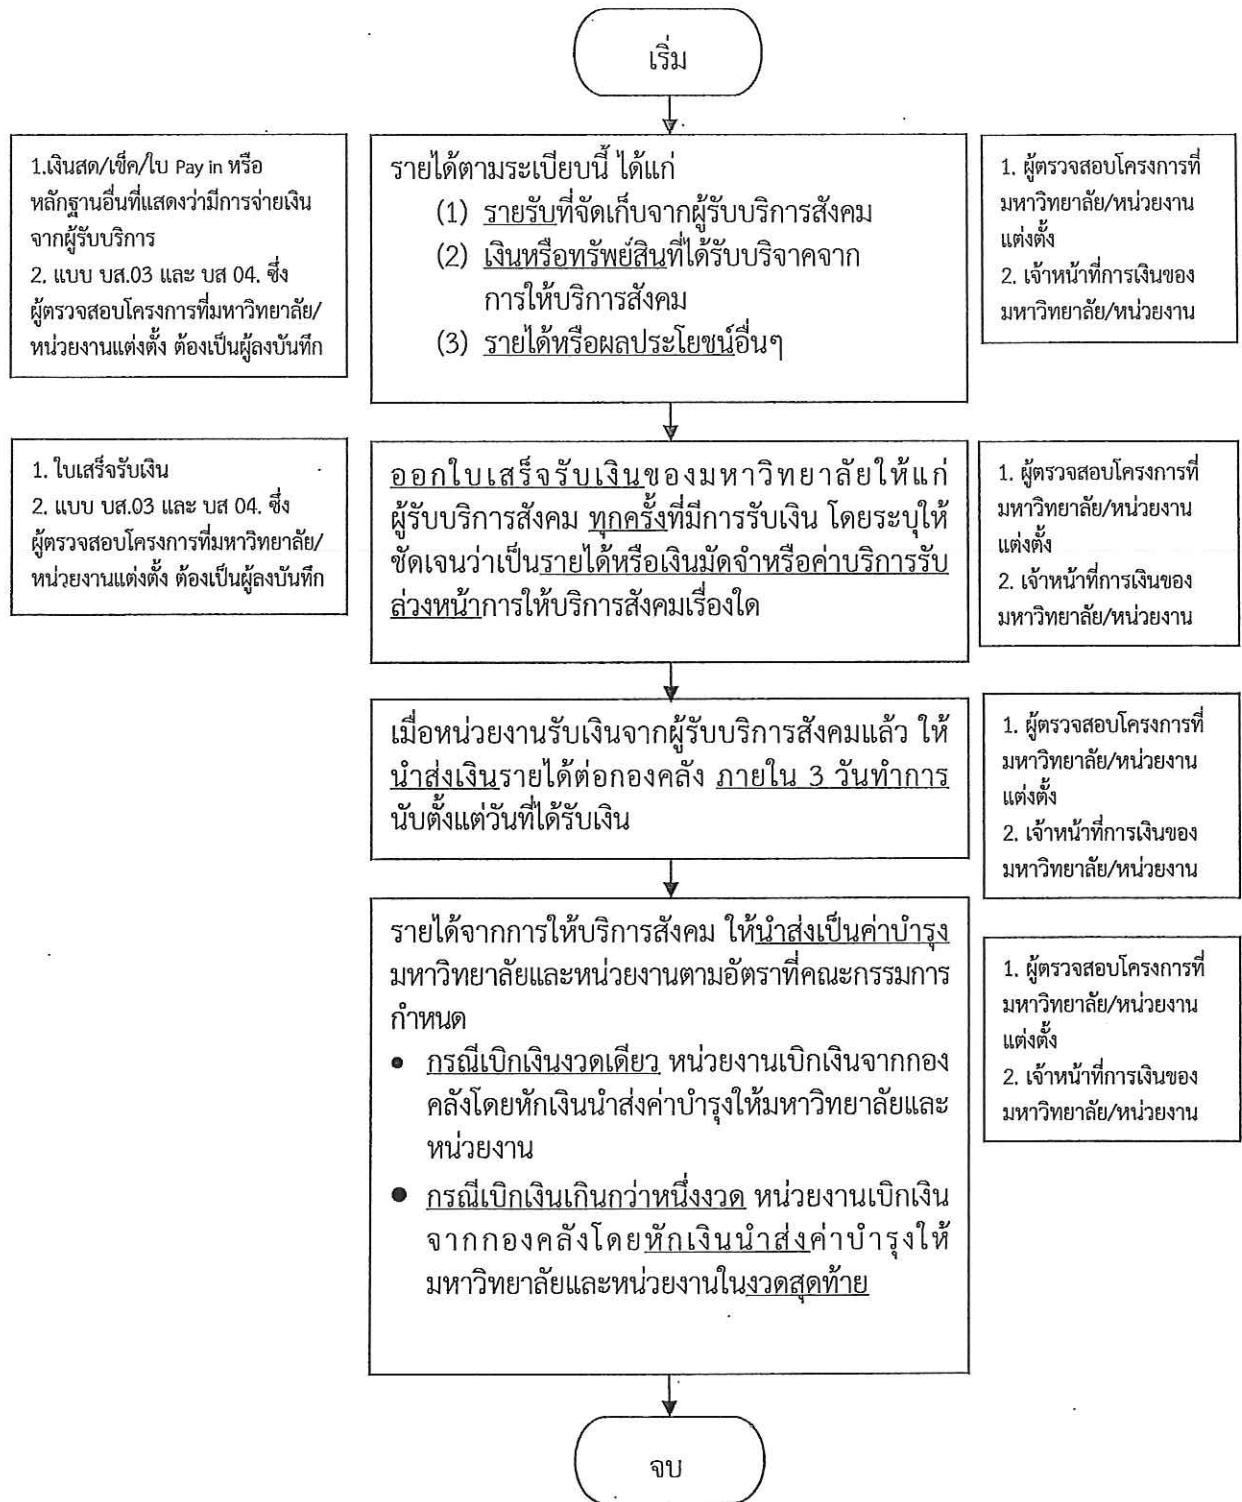 เริ่ม
1.เงินสด/เช็ค/ใบ Pay in หรือ
หลักฐานอื่นที่แสดงว่ามีการจ่ายเงิน
จากผู้รับบริการ
2. แบบ บส.03 และ บส 04. ซึ่ง
ผู้ตรวจสอบโครงการที่มหาวิทยาลัย/
หน่วยงานแต่งตั้ง ต้องเป็นผู้ลงบันทึก
รายได้ตามระเบียบนี้ ได้แก่
(1) รายรับที่จัดเก็บจากผู้รับบริการสังคม
(2) เงินหรือทรัพย์สินที่ได้รับบริจาคจาก
การให้บริการสังคม
(3) รายได้หรือผลประโยชน์อื่นๆ
1. ผู้ตรวจสอบโครงการที่
มหาวิทยาลัย/หน่วยงาน
แต่งตั้ง
2. เจ้าหน้าที่การเงินของ
มหาวิทยาลัย/หน่วยงาน
1. ใบเสร็จรับเงิน
2. แบบ บส.03 และ บส 04. ซึ่ง
ผู้ตรวจสอบโครงการที่มหาวิทยาลัย/
หน่วยงานแต่งตั้ง ต้องเป็นผู้ลงบันทึก
ออกใบเสร็จรับเงินของมหาวิทยาลัยให้แก่
ผู้รับบริการสังคม ทุกครั้งที่มีการรับเงิน โดยระบุให้
ชัดเจนว่าเป็นรายได้หรือเงินมัดจำหรือค่าบริการรับ
ล่วงหน้าการให้บริการสังคมเรื่องใด
1. ผู้ตรวจสอบโครงการที่
มหาวิทยาลัย/หน่วยงาน
แต่งตั้ง
2. เจ้าหน้าที่การเงินของ
มหาวิทยาลัย/หน่วยงาน
เมื่อหน่วยงานรับเงินจากผู้รับบริการสังคมแล้ว ให้
นำส่งเงินรายได้ต่อกองคลัง ภายใน 3 วันทำการ
นับตั้งแต่วันที่ได้รับเงิน
1. ผู้ตรวจสอบโครงการที่
มหาวิทยาลัย/หน่วยงาน
แต่งตั้ง
2. เจ้าหน้าที่การเงินของ
มหาวิทยาลัย/หน่วยงาน
รายได้จากการให้บริการสังคม ให้นำส่งเป็นค่าบำรุง
มหาวิทยาลัยและหน่วยงานตามอัตราที่คณะกรรมการ
กำหนด
• กรณีเบิกเงินงวดเดียว หน่วยงานเบิกเงินจากกอง
คลังโดยหักเงินนำส่งค่าบำรุงให้มหาวิทยาลัยและ
หน่วยงาน
• กรณีเบิกเงินเกินกว่าหนึ่งงวด หน่วยงานเบิกเงิน
จากกองคลังโดยหักเงินนำส่งค่าบำรุงให้
มหาวิทยาลัยและหน่วยงานในงวดสุดท้าย
1. ผู้ตรวจสอบโครงการที่
มหาวิทยาลัย/หน่วยงาน
แต่งตั้ง
2. เจ้าหน้าที่การเงินของ
มหาวิทยาลัย/หน่วยงาน
จบ